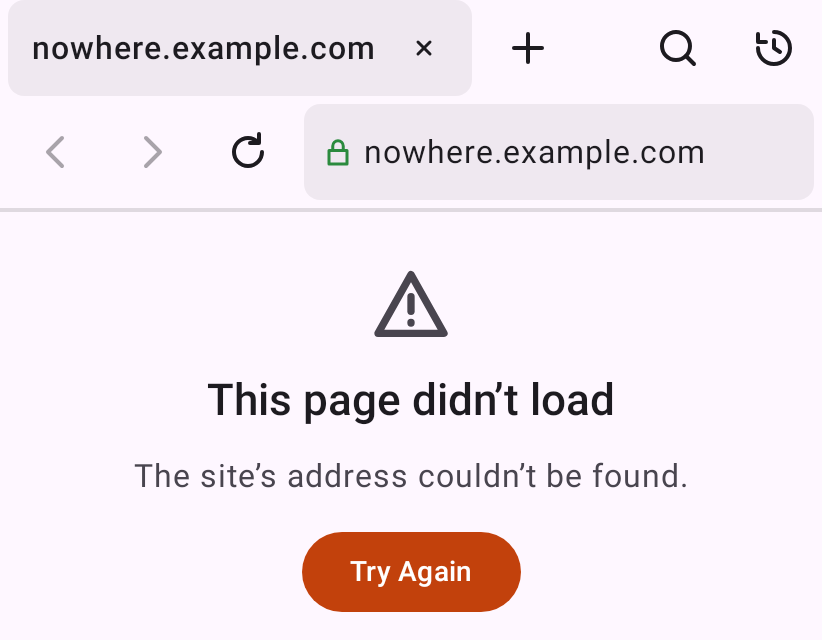 nowhere.example.com
nowhere.example.com
This page didn’t load
The site’s address couldn’t be found.
Try Again